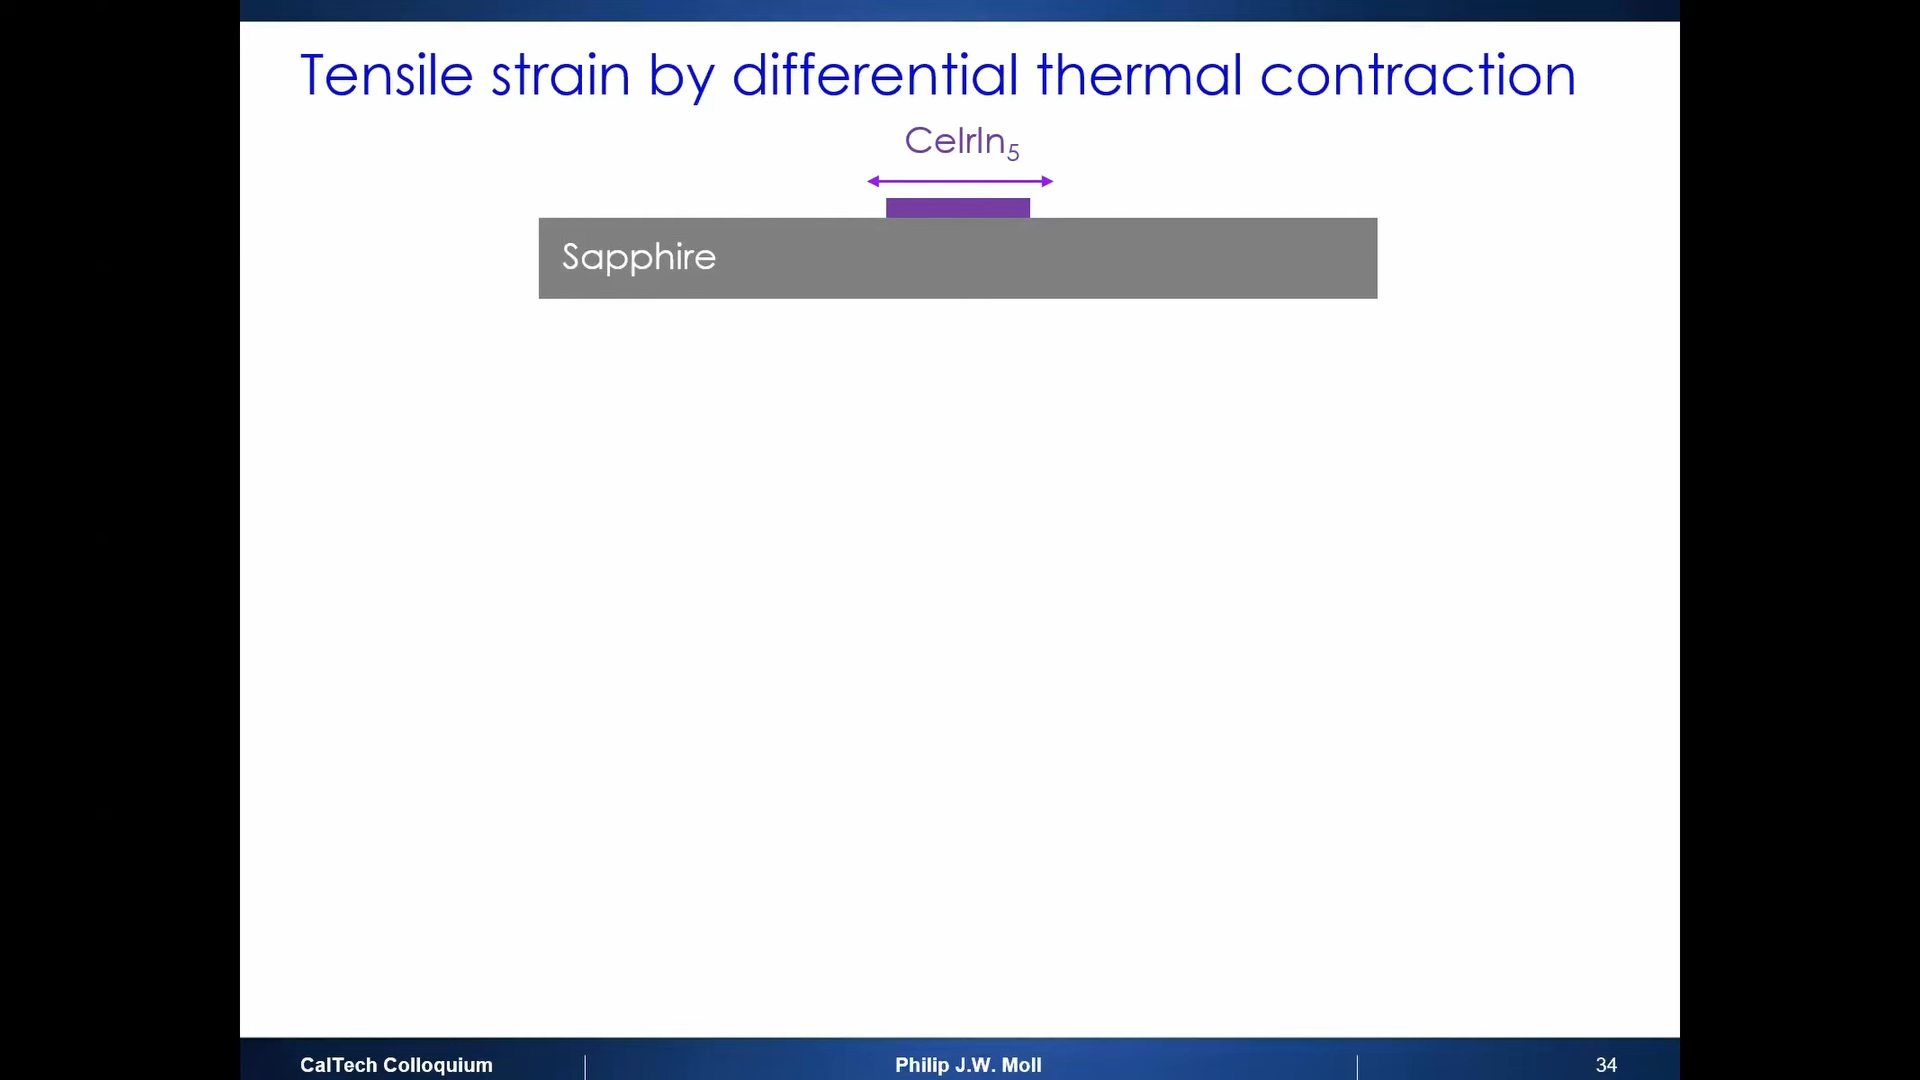 Tensile strain by differential thermal contraction
CeIrIn₅
Sapphire
CalTech Colloquium
Philip J.W. Moll
34